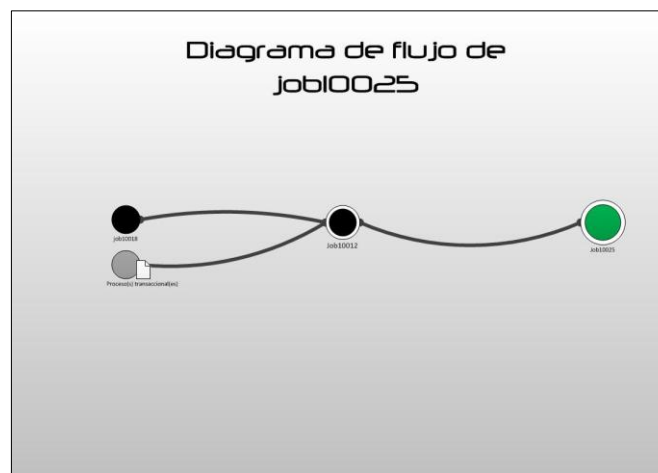 Diagrama de flujo de
job10025
job10018
Job10012
Job10025
Proceso(s) transaccional(es)